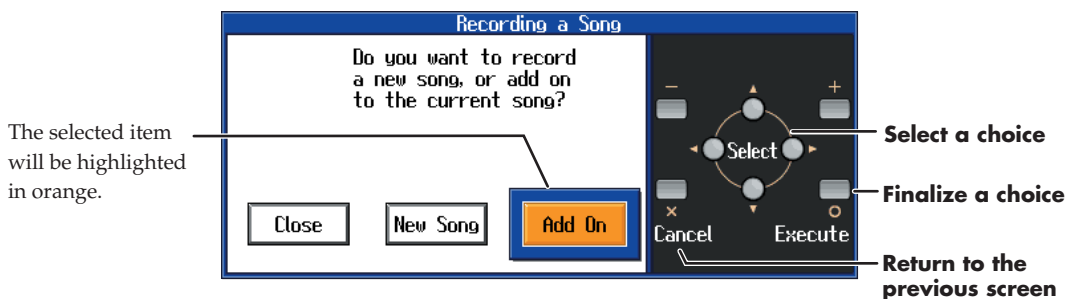 Recording a Song
Do you want to record
a new song, or add on
to the current song?
The selected item
will be highlighted
in orange.
Close
New Song
Add On
− +
Select
× ○
Cancel Execute
Select a choice
Finalize a choice
Return to the
previous screen